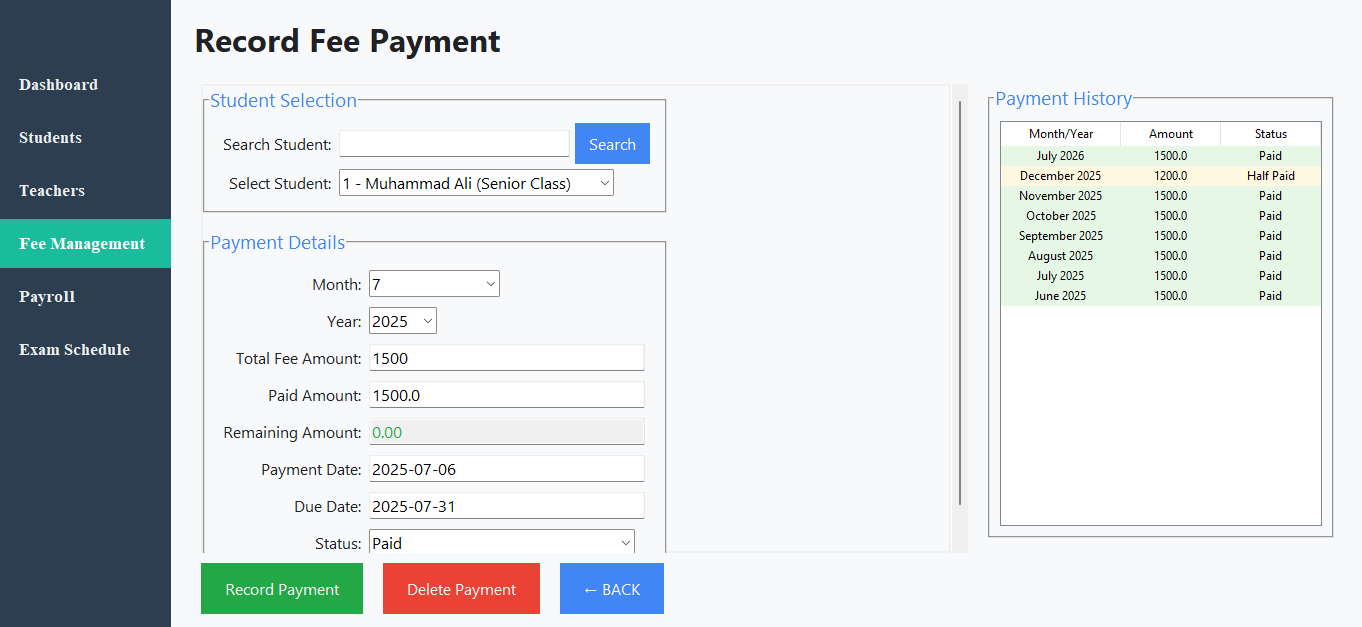 Record Fee Payment
Dashboard
Students
Teachers
Fee Management
Payroll
Exam Schedule
Student Selection
Search Student:
Search
Select Student: 1 - Muhammad Ali (Senior Class)
Payment Details
Month: 7
Year: 2025
Total Fee Amount: 1500
Paid Amount: 1500.0
Remaining Amount: 0.00
Payment Date: 2025-07-06
Due Date: 2025-07-31
Status: Paid
Record Payment
Delete Payment
← BACK
Payment History
Month/Year Amount Status
July 2026 1500.0 Paid
December 2025 1200.0 Half Paid
November 2025 1500.0 Paid
October 2025 1500.0 Paid
September 2025 1500.0 Paid
August 2025 1500.0 Paid
July 2025 1500.0 Paid
June 2025 1500.0 Paid